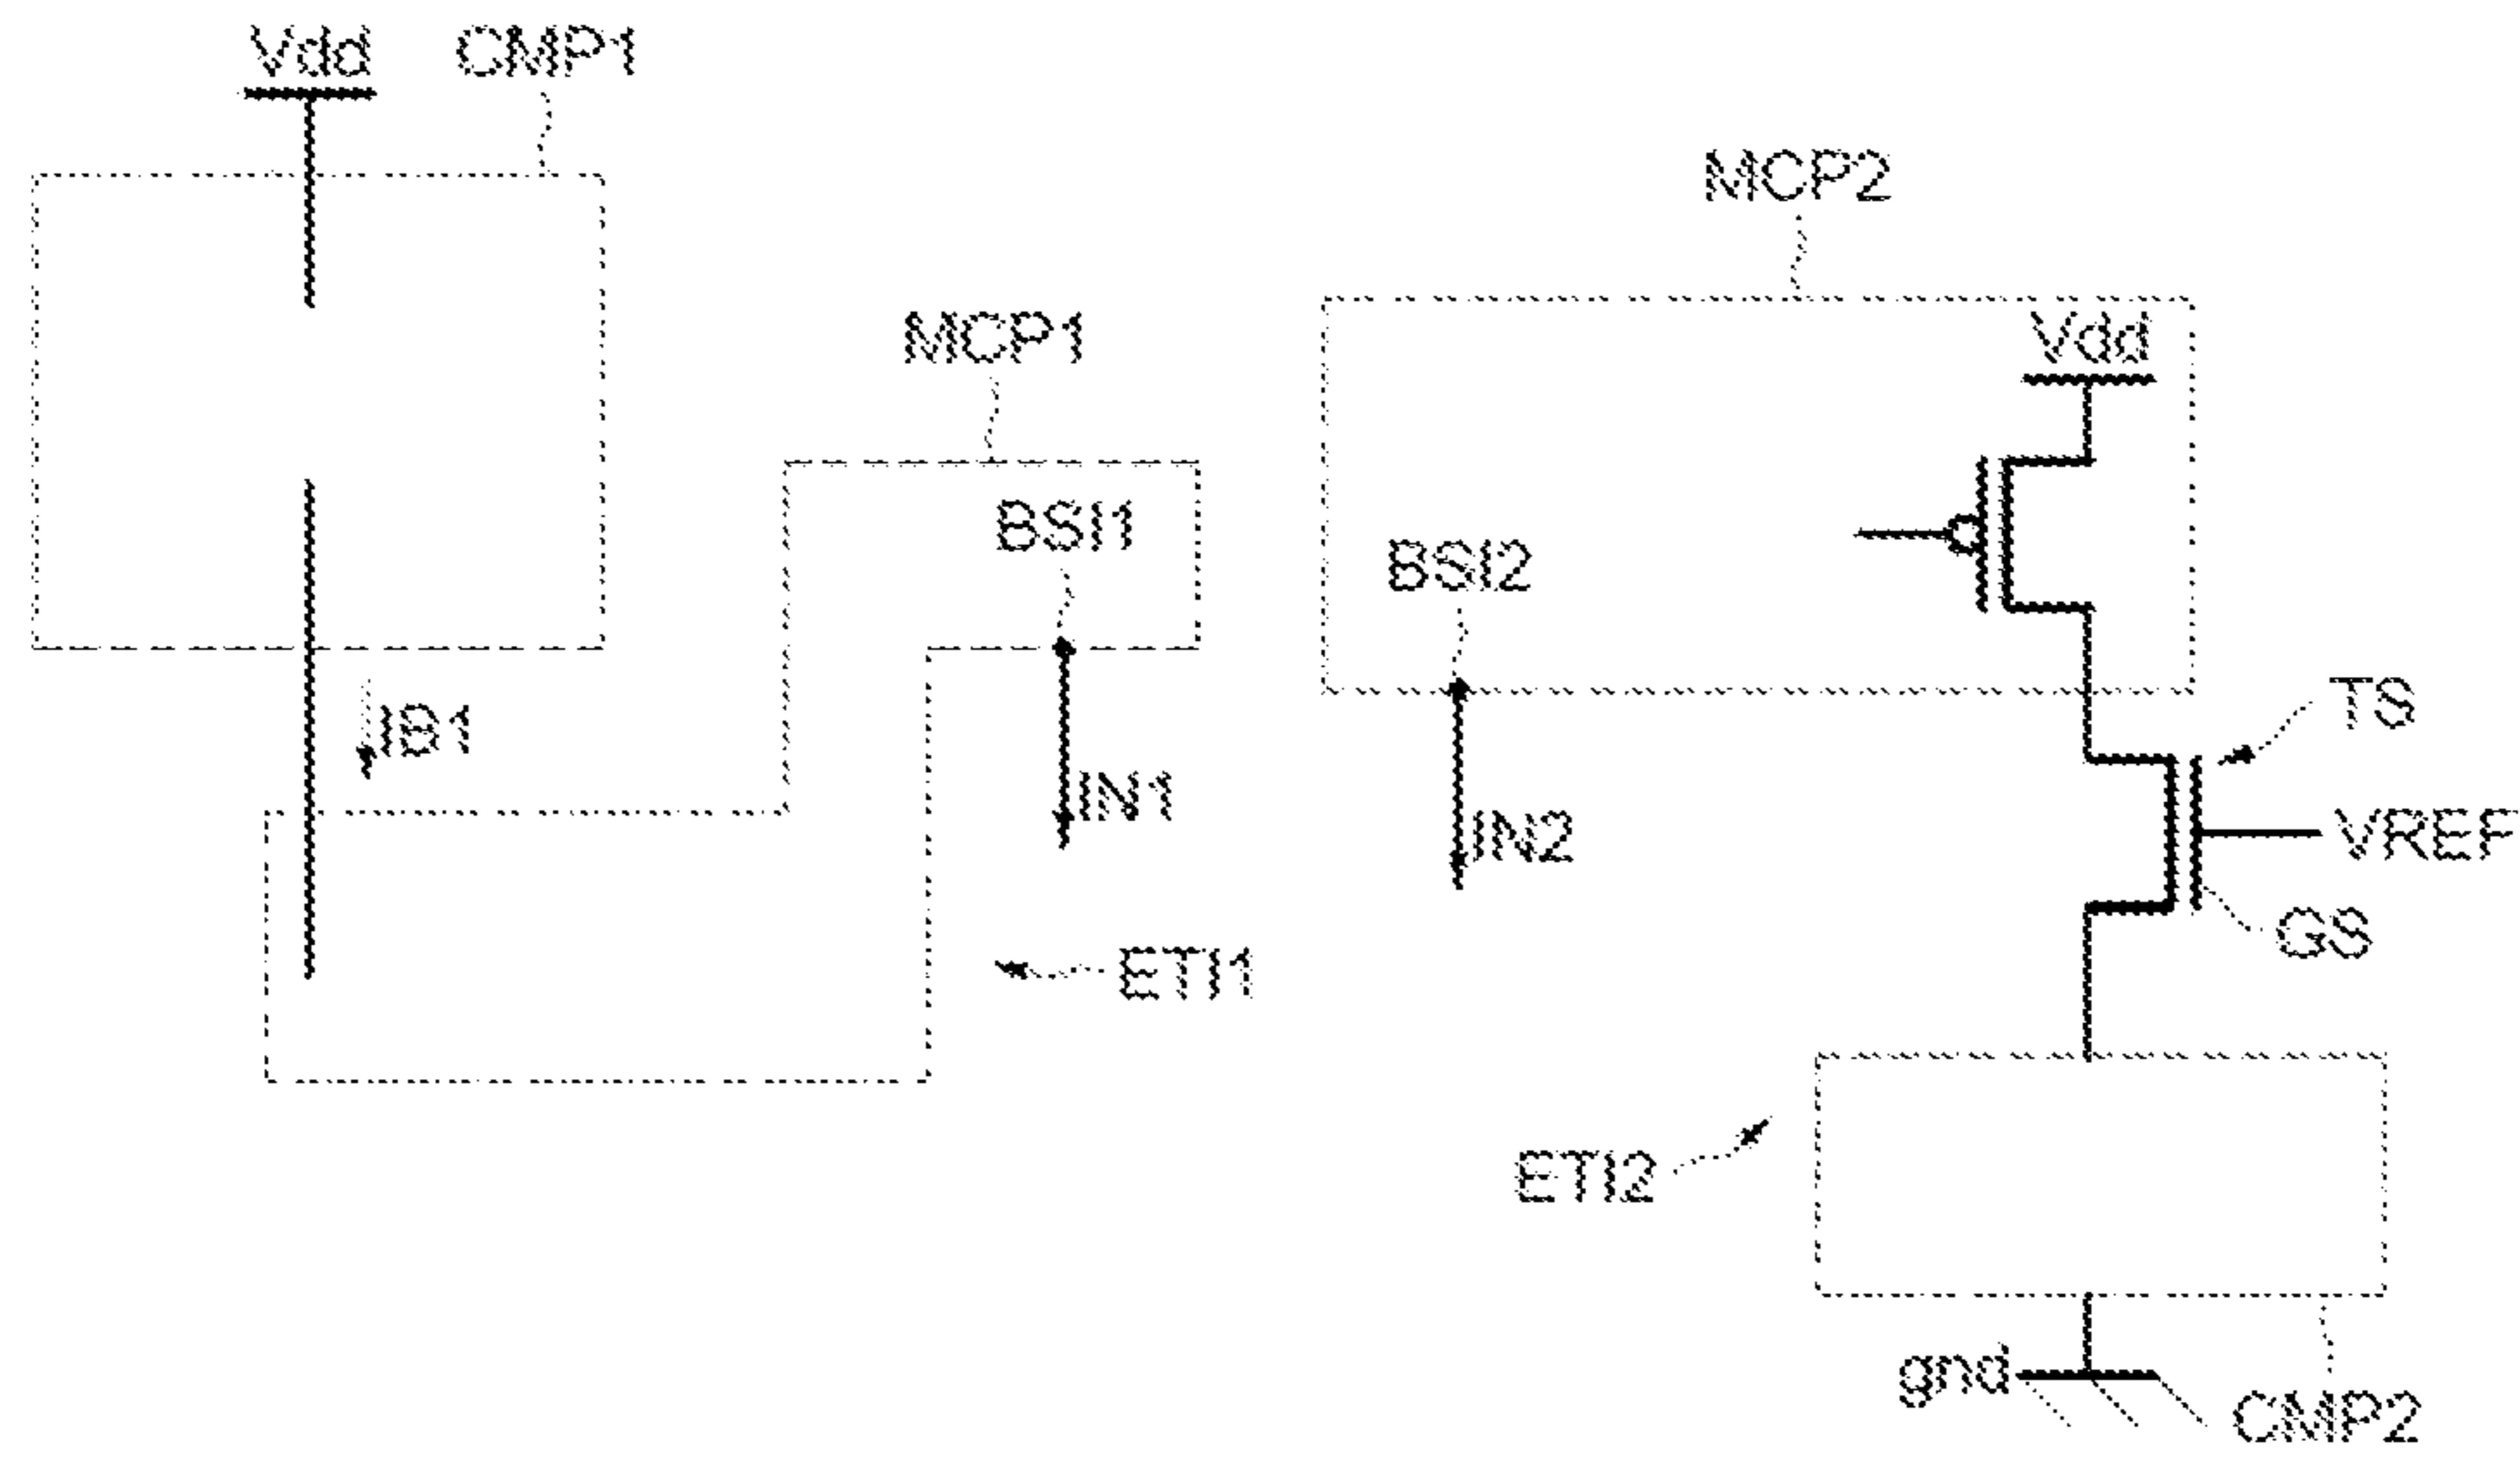 Vdd
CMP1
MCP2
MCP1
Vdd
BSI1
BSI2
TS
IB1
IN1
IN2
VREF
GS
ETI1
ETI2
gnd
CMP2